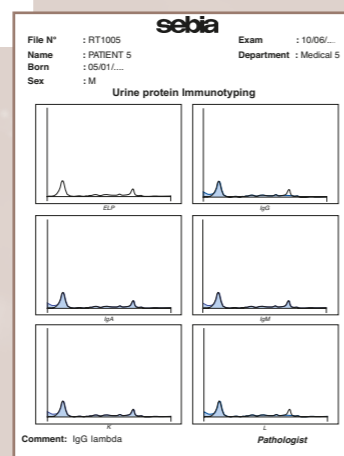 sebia
File N° : RT1005 Exam : 10/06/....
Name : PATIENT 5 Department : Medical 5
Born : 05/01/....
Sex : M
Urine protein Immunotyping
ELP IgG
IgA IgM
K L
Comment: IgG lambda Pathologist